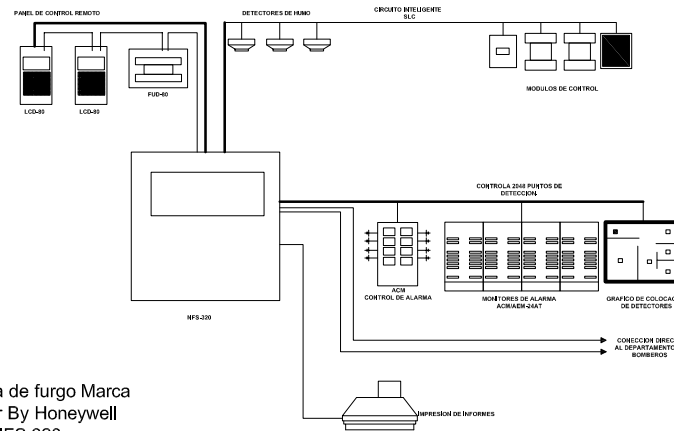 PANEL DE CONTROL REMOTO
DETECTORES DE HUMO
CIRCUITO INTELIGENTE
SLC
LCD-80
LCD-80
FUD-80
MODULOS DE CONTROL
CONTROLA 2048 PUNTOS DE
DETECCION.
ACM
CONTROL DE ALARMA
MONITORES DE ALARMA
ACM/AEM-24AT
GRAFICO DE COLOCAC
DE DETECTORES
NFS-320
CONECCION DIREC
AL DEPARTAMENTO
BOMBEROS
a de furgo Marca
r By Honeywell
IMPRESION DE INFORMES